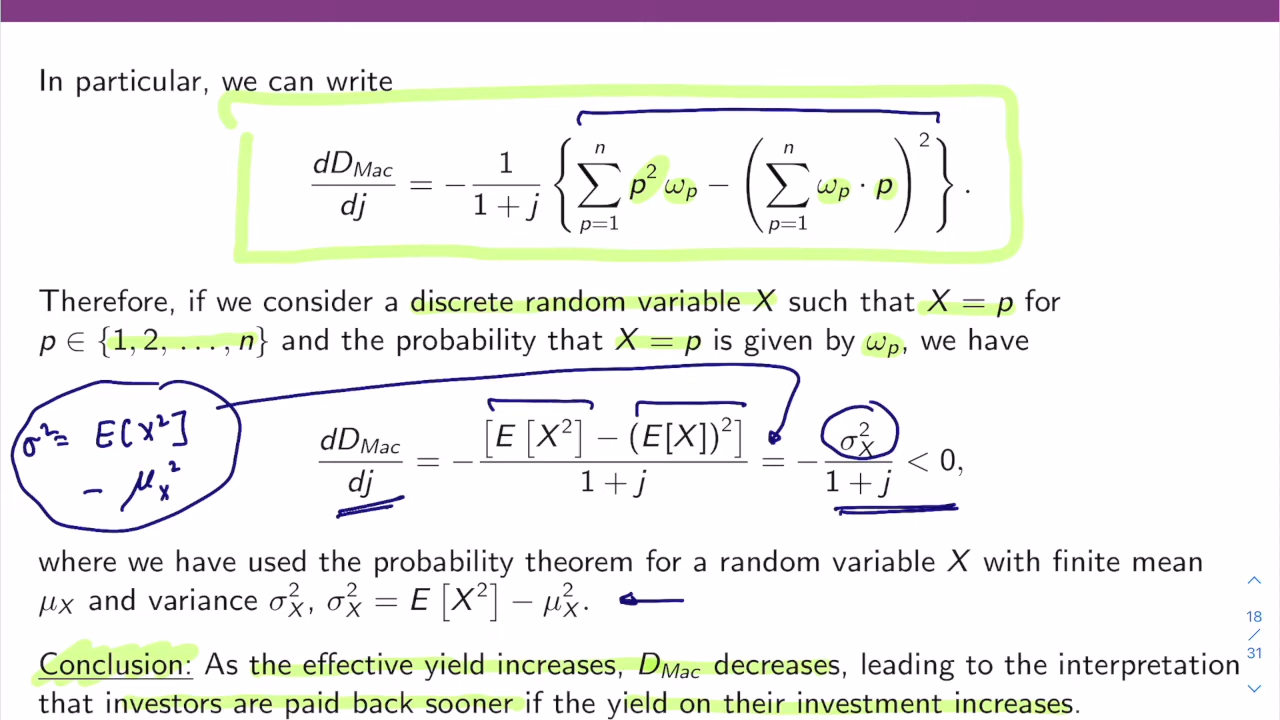 In particular, we can write
dD_Mac/dj = −1/(1 + j) {∑_{p=1}^{n} p² ω_p − (∑_{p=1}^{n} ω_p · p)²}.
Therefore, if we consider a discrete random variable X such that X = p for
p ∈ {1, 2, …, n} and the probability that X = p is given by ω_p, we have
σ² = E[X²]
− μ_X²
dD_Mac/dj = −[E[X²] − (E[X])²]/(1 + j) = −σ_X²/(1 + j) < 0,
where we have used the probability theorem for a random variable X with finite mean
μ_X and variance σ_X², σ_X² = E[X²] − μ_X².
18
/
31
Conclusion: As the effective yield increases, D_Mac decreases, leading to the interpretation
that investors are paid back sooner if the yield on their investment increases.